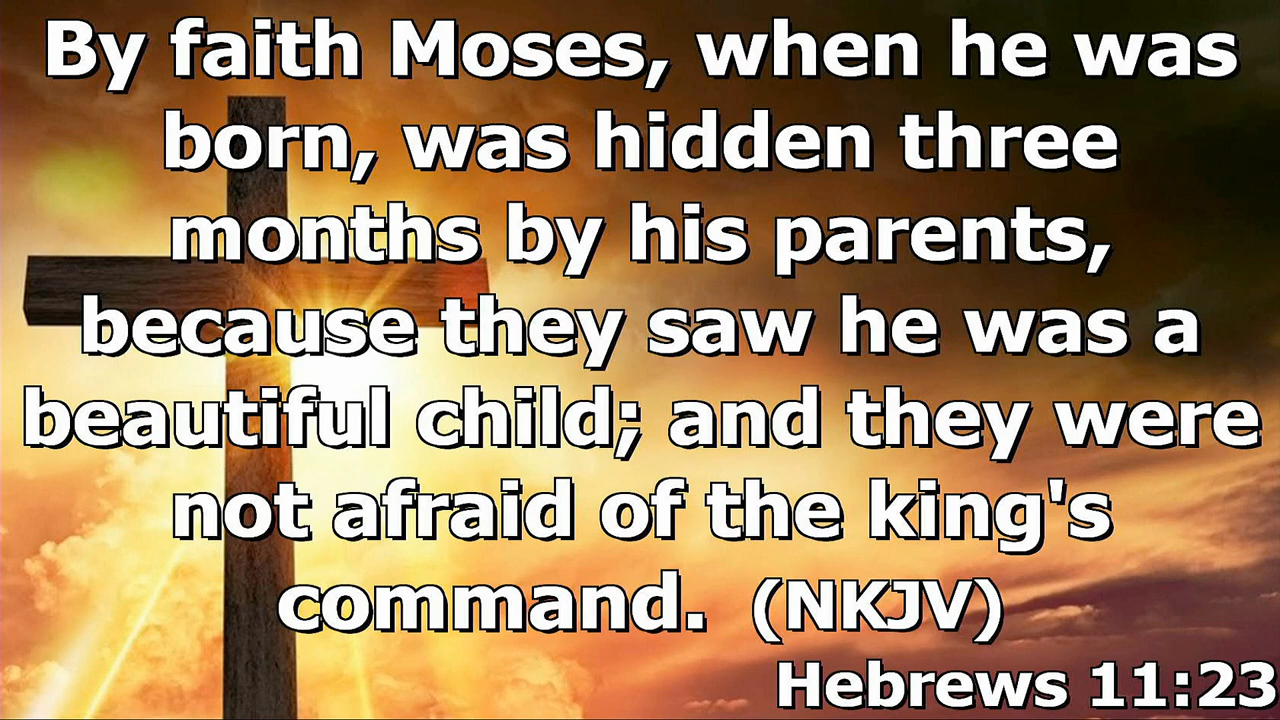 By faith Moses, when he was
born, was hidden three
months by his parents,
because they saw he was a
beautiful child; and they were
not afraid of the king's
command. (NKJV)
Hebrews 11:23